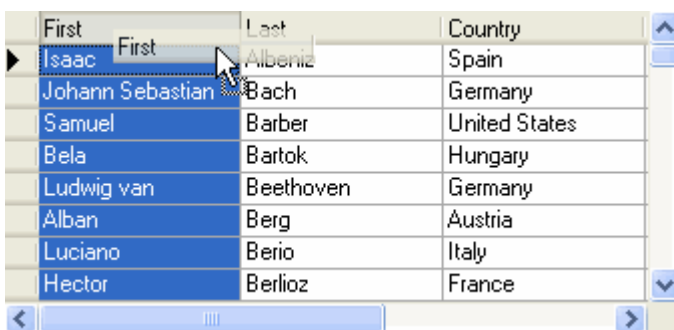 First Last Country
First
Isaac Albeniz Spain
Johann Sebastian Bach Germany
Samuel Barber United States
Bela Bartok Hungary
Ludwig van Beethoven Germany
Alban Berg Austria
Luciano Berio Italy
Hector Berlioz France